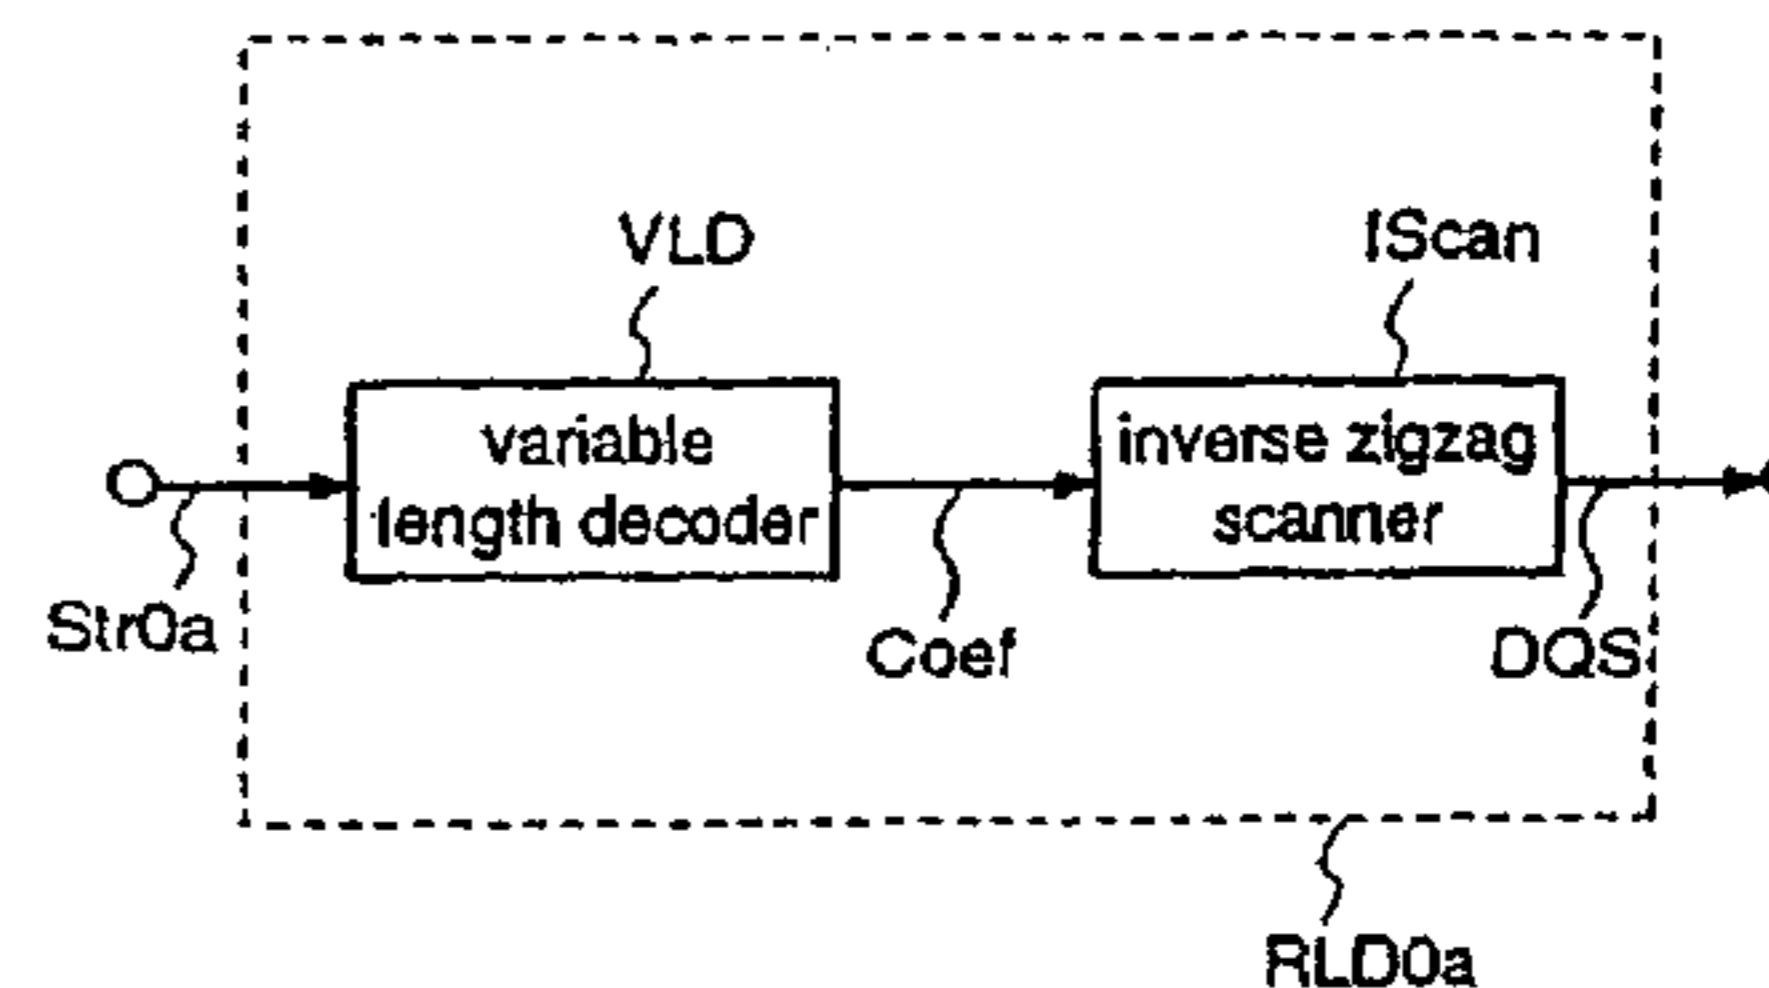 VLD
IScan
variable
length decoder
inverse zigzag
scanner
Str0a
Coef
DQS
RLD0a